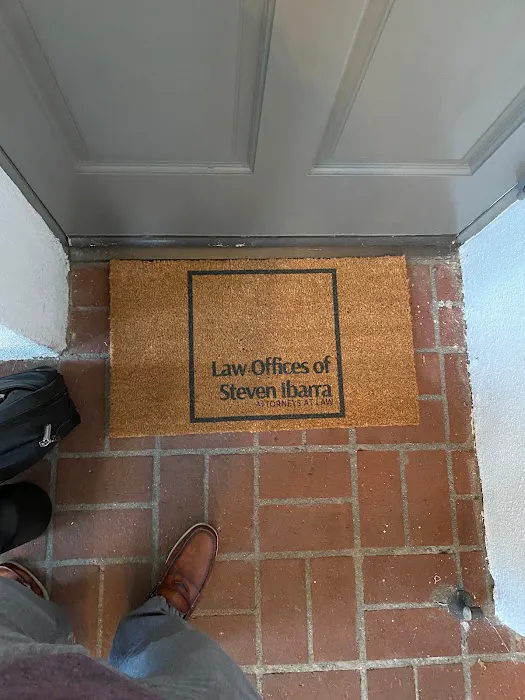 Law Offices of
Steven Ibarra
ATTORNEYS AT LAW